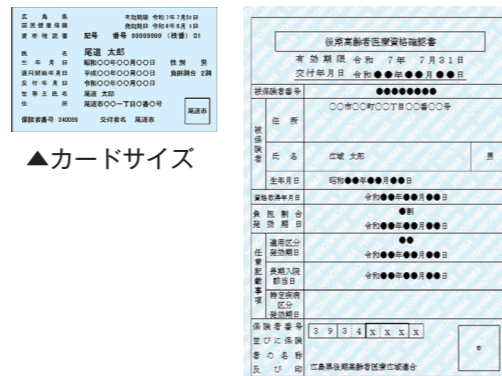 広島県
国民健康保険
資格確認書
有効期限 令和7年7月31日
発効期日 令和6年8月1日
記号 番号 99999999 (枝番) 01
氏名 尾道 太郎
生年月日 昭和〇〇年〇〇月〇〇日 性別 男
適用開始年月日 平成〇〇年〇〇月〇〇日 負担割合 2割
交付年月日 令和〇〇年〇〇月〇〇日
世帯主氏名 尾道 太郎
住所 尾道市〇〇一丁目〇番〇号
保険者番号 340059 交付者名 尾道市
尾道市
▲カードサイズ
後期高齢者医療資格確認書
有効期限 令和 7年 7月31日
交付年月日 令和●●年●●月●●日
被保険者番号 ●●●●●●●●
被保険者
住所 〇〇市〇〇町〇〇丁目〇〇番〇〇号
氏名 広域 太郎 男
生年月日 昭和●●年●●月●●日
資格取得年月日 令和●●年●●月●●日
負担割合 ●割
発効期日 令和●●年●●月●●日
任意記載事項
適用区分 ●●
発効期日 令和●●年●●月●●日
長期入院
該当日 令和●●年●●月●●日
特定疾病
区分
発効期日
保険者番号 3 9 3 4 x x x x
並びに保険
者の名称
及び印 広島県後期高齢者医療広域連合